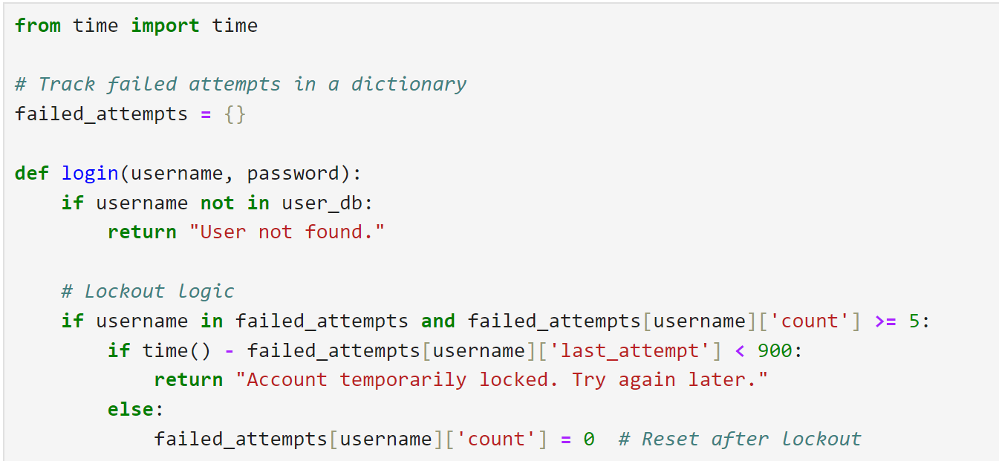 from time import time
# Track failed attempts in a dictionary
failed_attempts = {}
def login(username, password):
    if username not in user_db:
        return "User not found."
    # Lockout logic
    if username in failed_attempts and failed_attempts[username]['count'] >= 5:
        if time() - failed_attempts[username]['last_attempt'] < 900:
            return "Account temporarily locked. Try again later."
        else:
            failed_attempts[username]['count'] = 0  # Reset after lockout